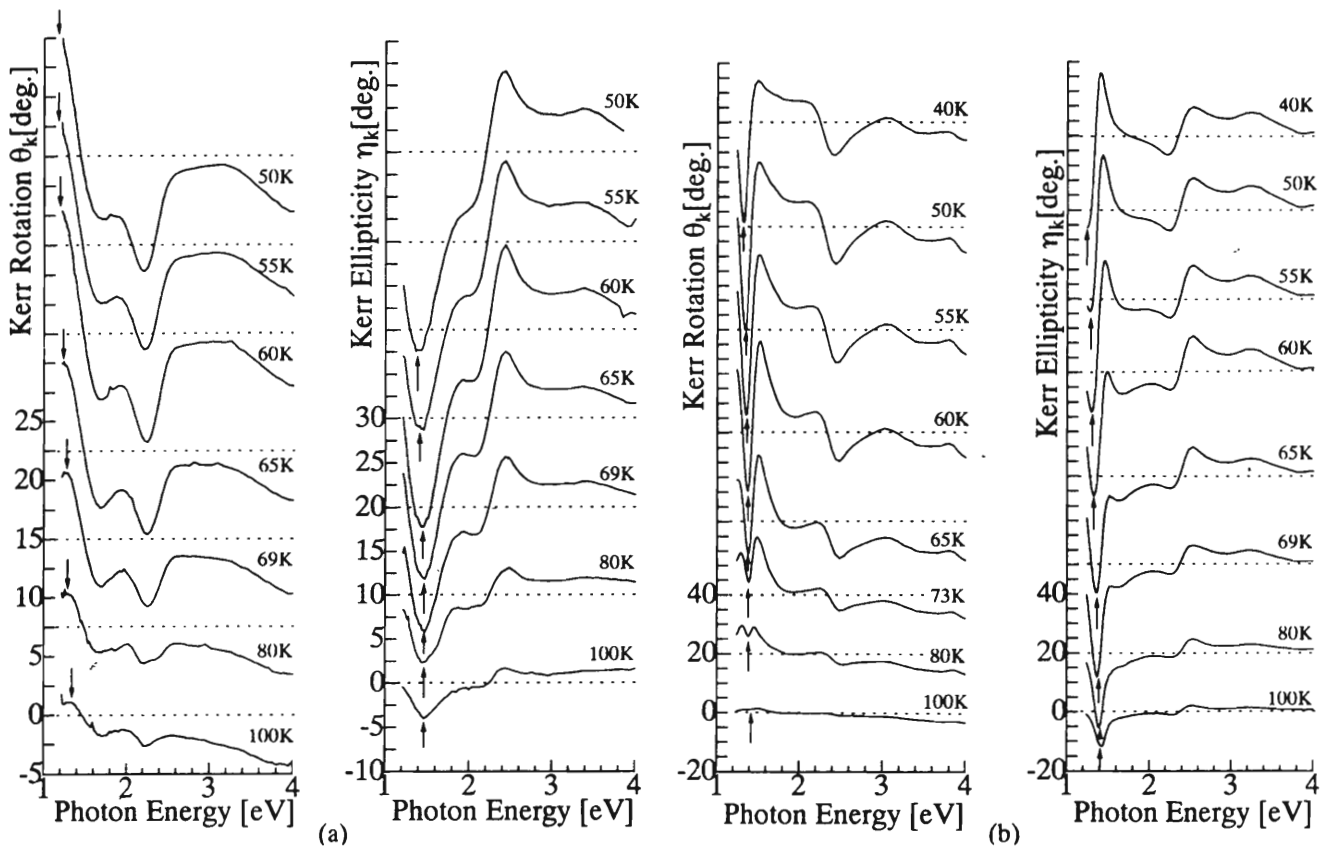 Kerr Rotation θk[deg.]
50K
55K
60K
65K
69K
80K
100K
25
20
15
10
5
0
-5
1
2
3
4
Photon Energy [eV]
Kerr Ellipticity ηk[deg.]
50K
55K
60K
65K
69K
80K
100K
30
25
20
15
10
5
0
-5
-10
1
2
3
4
Photon Energy [eV]
(a)
Kerr Rotation θk[deg.]
40K
50K
55K
60K
65K
73K
80K
100K
40
20
0
-20
1
2
3
4
Photon Energy [eV]
Kerr Ellipticity ηk[deg.]
40K
50K
55K
60K
65K
69K
80K
100K
40
20
0
-20
1
2
3
4
Photon Energy [eV]
(b)